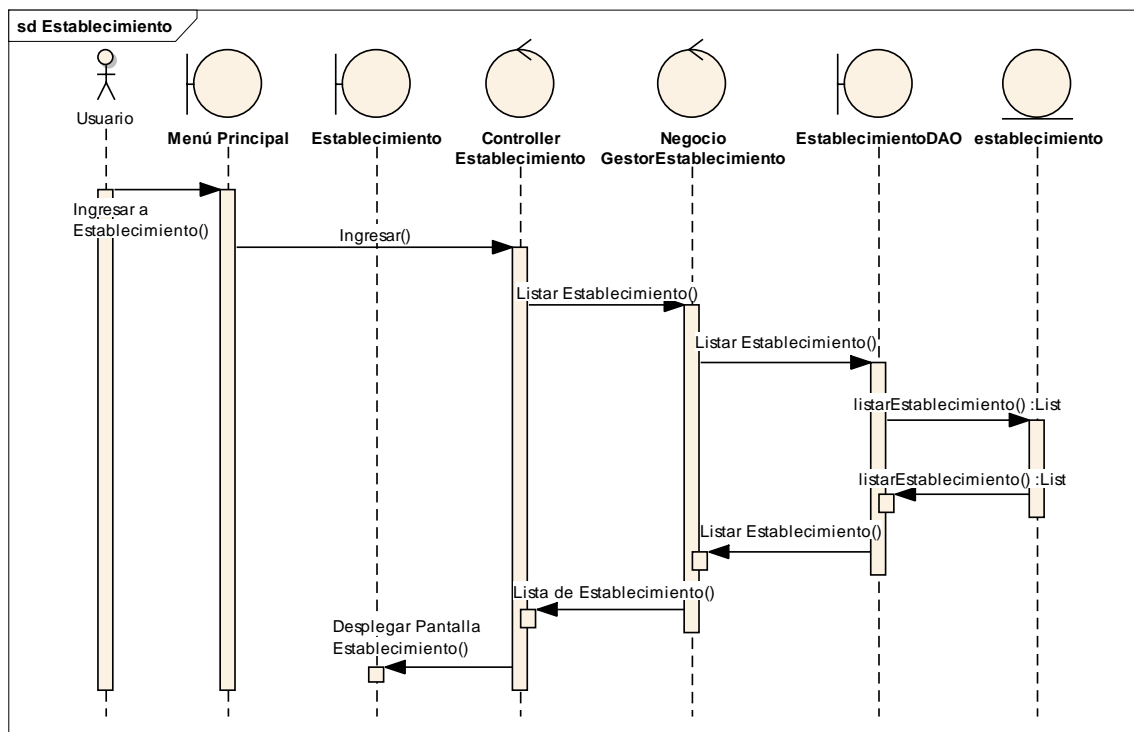 sd Establecimiento
Usuario
Menú Principal
Establecimiento
Controller
Establecimiento
Negocio
GestorEstablecimiento
EstablecimientoDAO
establecimiento
Ingresar a
Establecimiento()
Ingresar()
Listar Establecimiento()
Listar Establecimiento()
listarEstablecimiento() :List
listarEstablecimiento() :List
Listar Establecimiento()
Lista de Establecimiento()
Desplegar Pantalla
Establecimiento()